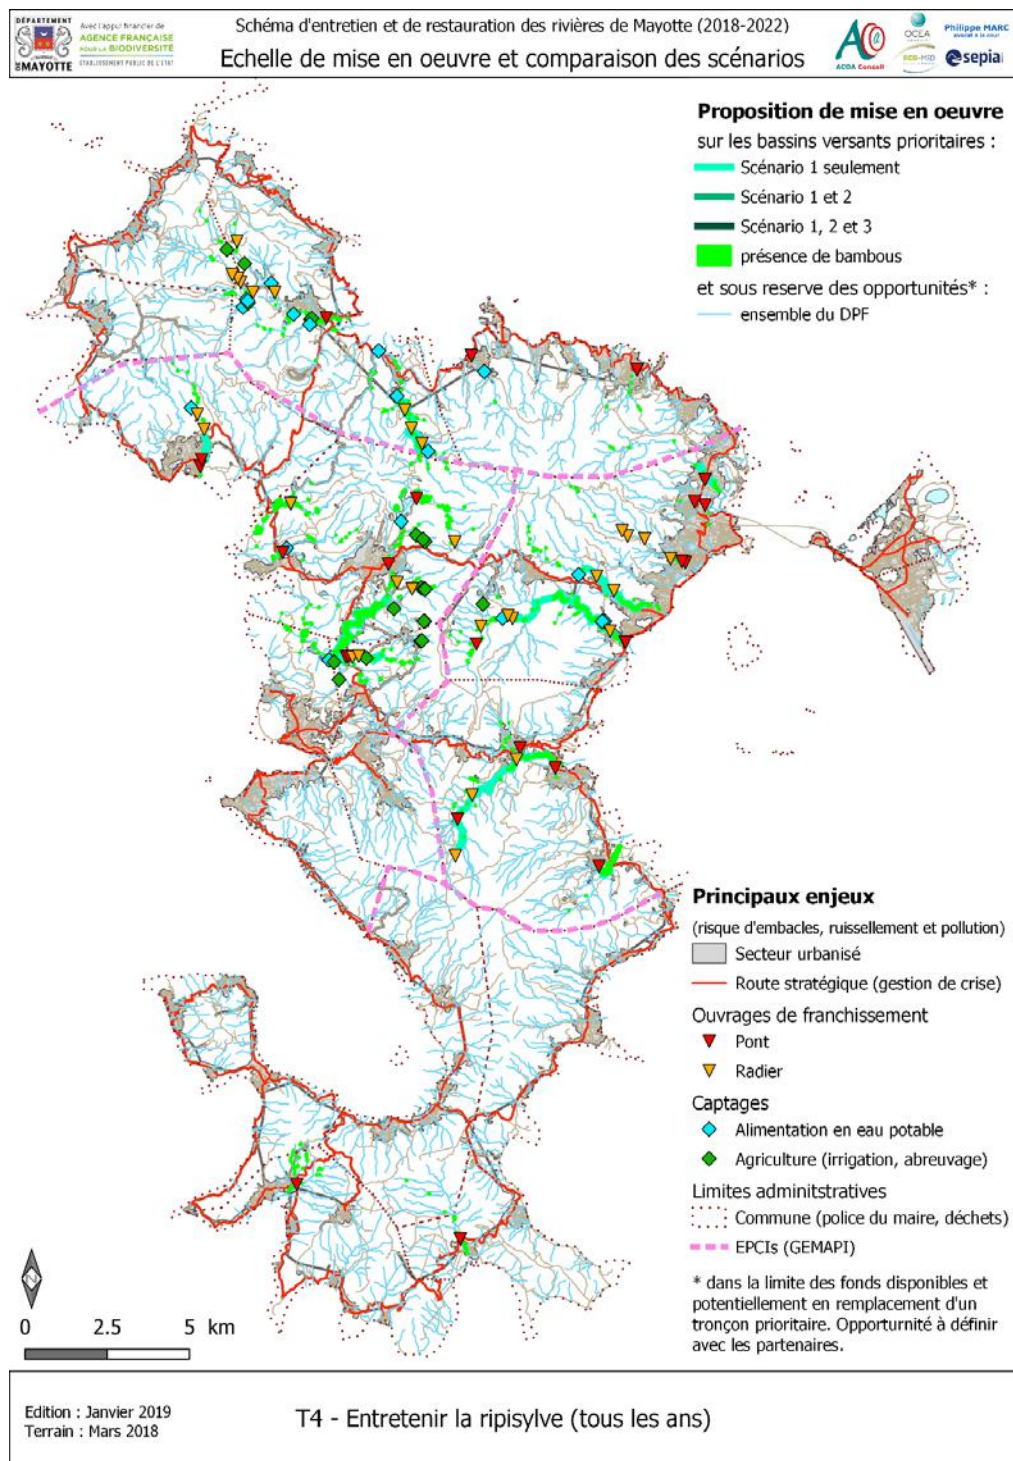 DÉPARTEMENT
DE MAYOTTE
Avec l'appui financier de
AGENCE FRANÇAISE
POUR LA BIODIVERSITÉ
ÉTABLISSEMENT PUBLIC DE L'ÉTAT
Schéma d'entretien et de restauration des rivières de Mayotte (2018-2022)
Echelle de mise en oeuvre et comparaison des scénarios
ACOA Conseil
OCEA
ECO-MED
Philippe MARC
avocat à la cour
sepia
Proposition de mise en oeuvre
sur les bassins versants prioritaires :
Scénario 1 seulement
Scénario 1 et 2
Scénario 1, 2 et 3
présence de bambous
et sous reserve des opportunités* :
ensemble du DPF
Principaux enjeux
(risque d'embacles, ruissellement et pollution)
Secteur urbanisé
Route stratégique (gestion de crise)
Ouvrages de franchissement
Pont
Radier
Captages
Alimentation en eau potable
Agriculture (irrigation, abreuvage)
Limites adminitstratives
Commune (police du maire, déchets)
EPCIs (GEMAPI)
* dans la limite des fonds disponibles et
potentiellement en remplacement d'un
tronçon prioritaire. Opportunité à définir
avec les partenaires.
N
0 2.5 5 km
Edition : Janvier 2019
Terrain : Mars 2018
T4 - Entretenir la ripisylve (tous les ans)